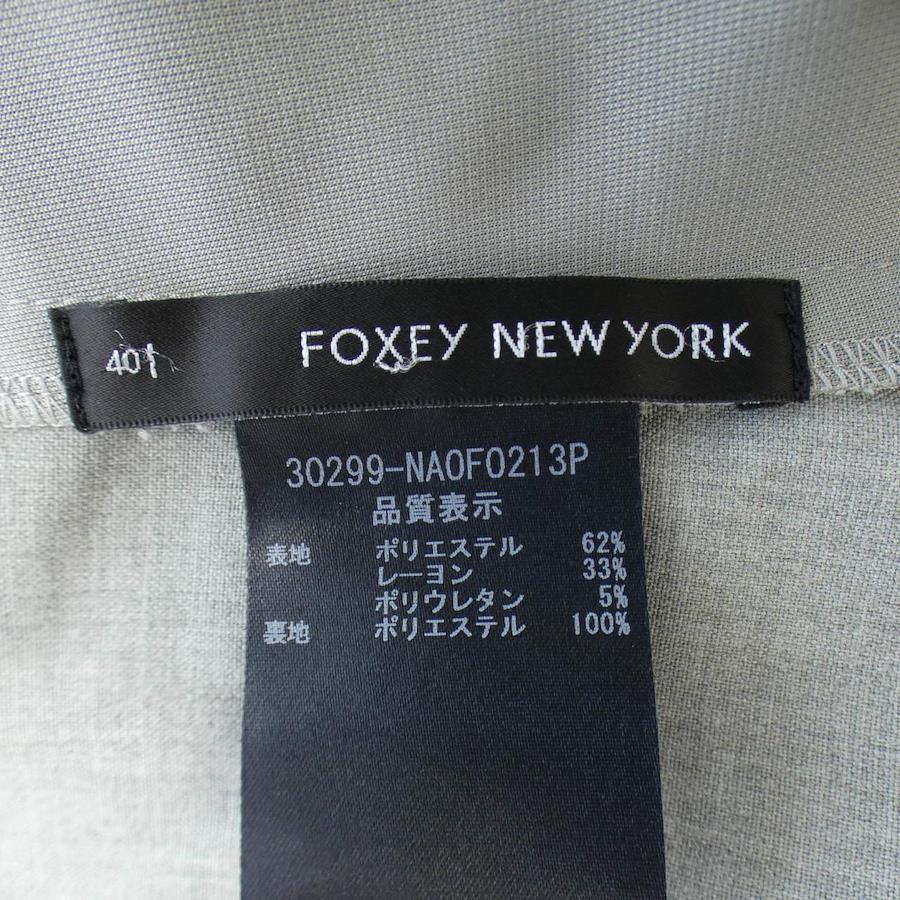 401 FOXEY NEW YORK
30299-NA0F0213P
品質表示
表地 ポリエステル 62%
レーヨン 33%
ポリウレタン 5%
裏地 ポリエステル 100%